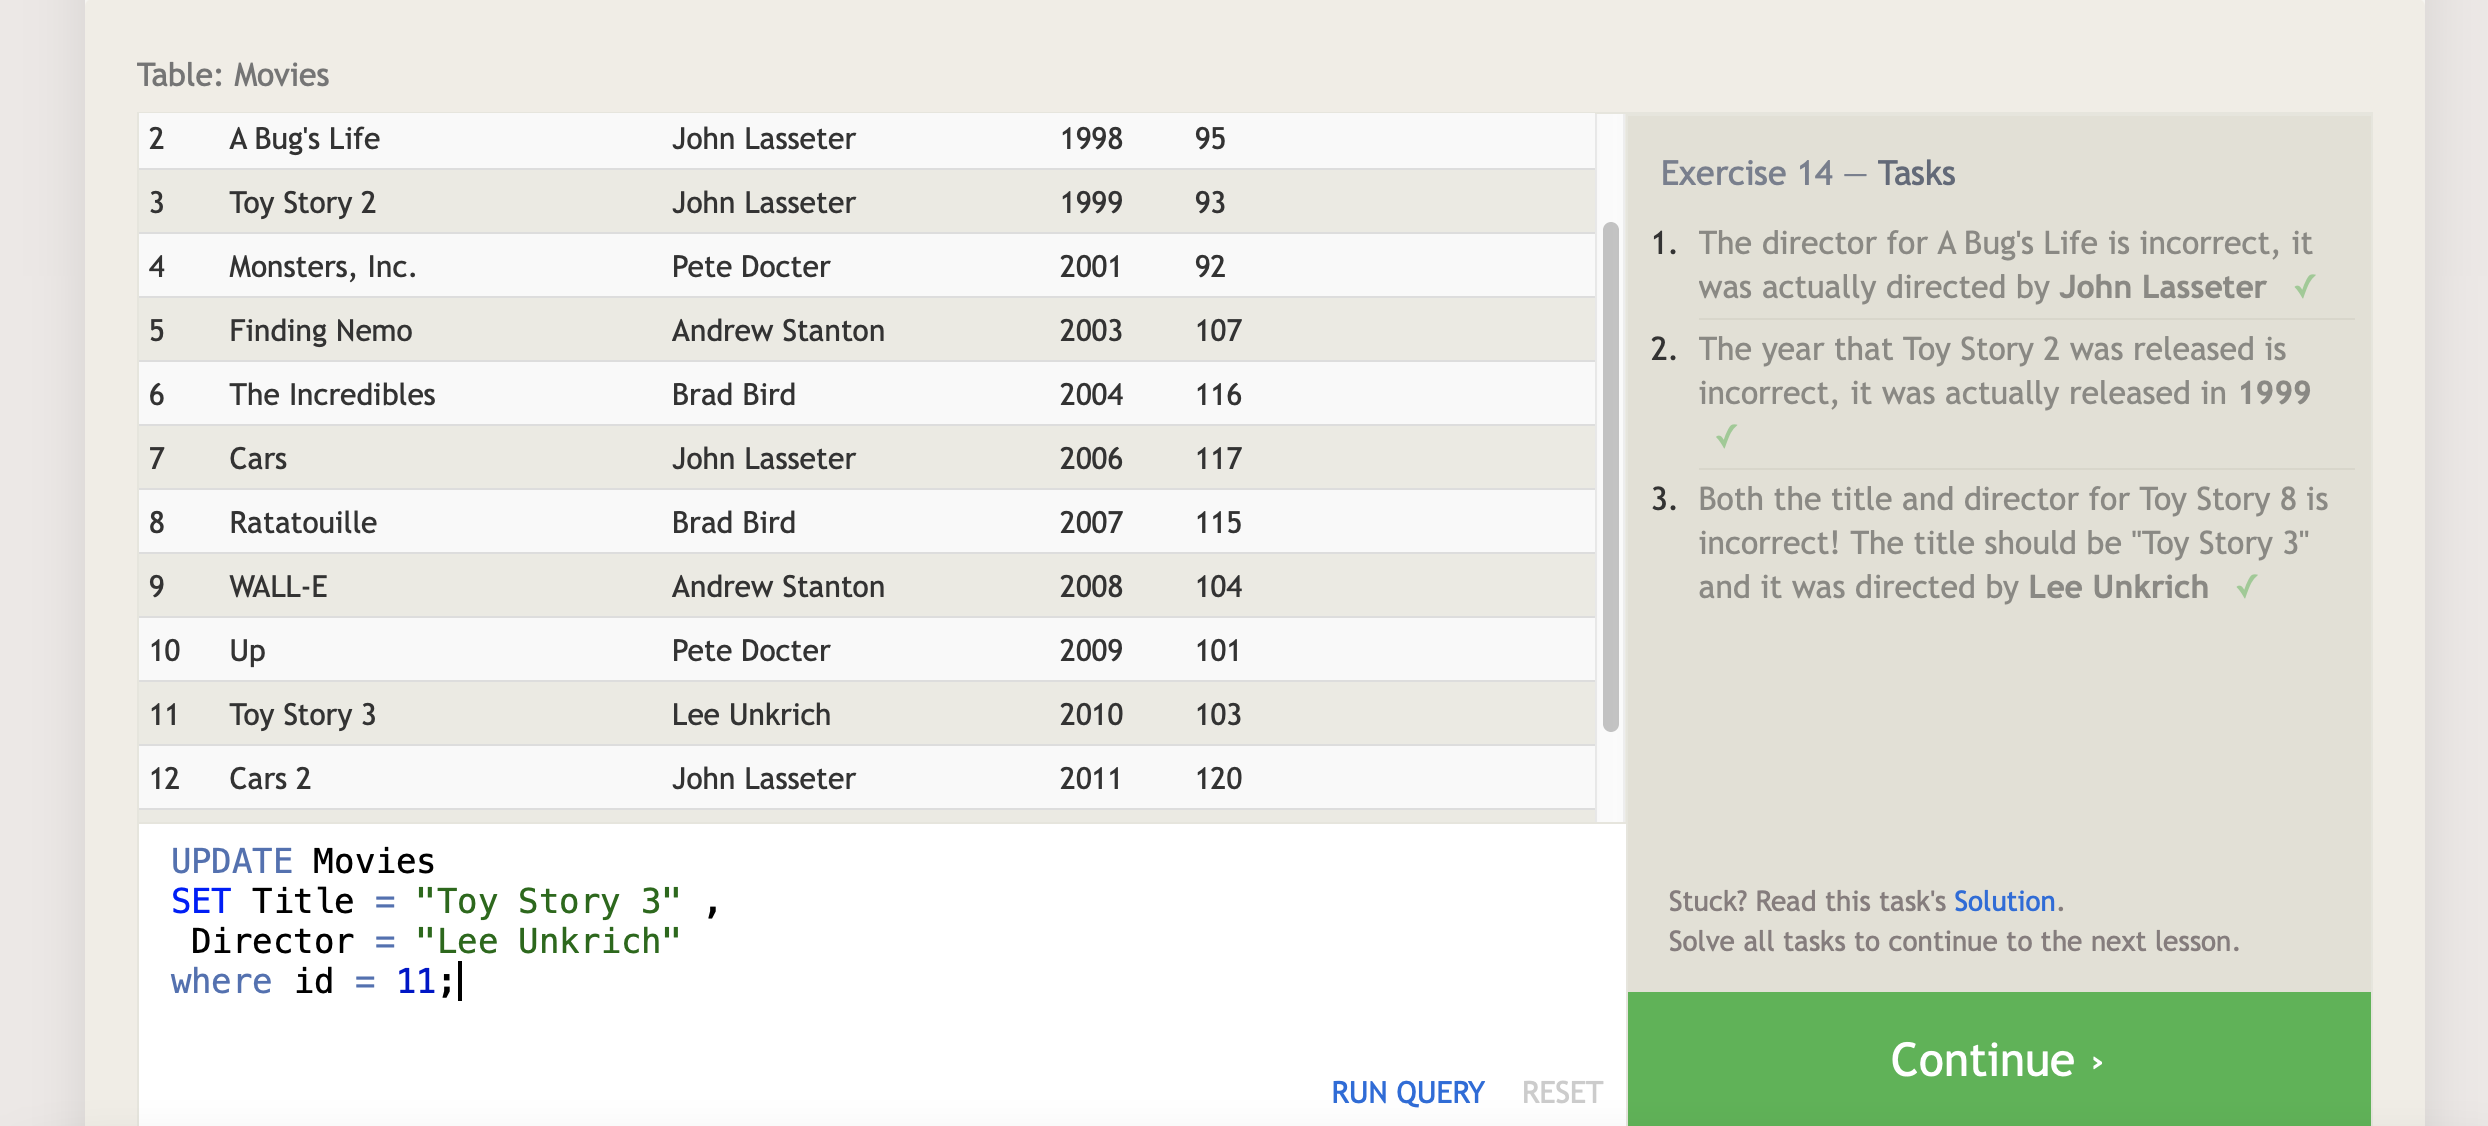 Table: Movies
2 A Bug's Life John Lasseter 1998 95
3 Toy Story 2 John Lasseter 1999 93
4 Monsters, Inc. Pete Docter 2001 92
5 Finding Nemo Andrew Stanton 2003 107
6 The Incredibles Brad Bird 2004 116
7 Cars John Lasseter 2006 117
8 Ratatouille Brad Bird 2007 115
9 WALL-E Andrew Stanton 2008 104
10 Up Pete Docter 2009 101
11 Toy Story 3 Lee Unkrich 2010 103
12 Cars 2 John Lasseter 2011 120
UPDATE Movies
SET Title = "Toy Story 3" ,
Director = "Lee Unkrich"
where id = 11;
RUN QUERY RESET
Exercise 14 — Tasks
1. The director for A Bug's Life is incorrect, it
was actually directed by John Lasseter ✓
2. The year that Toy Story 2 was released is
incorrect, it was actually released in 1999
✓
3. Both the title and director for Toy Story 8 is
incorrect! The title should be "Toy Story 3"
and it was directed by Lee Unkrich ✓
Stuck? Read this task's Solution.
Solve all tasks to continue to the next lesson.
Continue ›